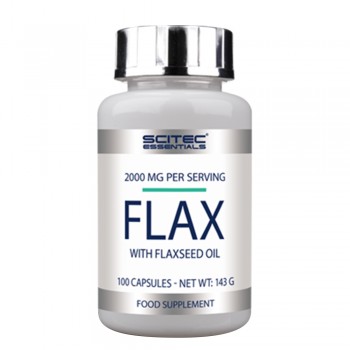 SCITEC
ESSENTIALS
2000 MG PER SERVING
FLAX
WITH FLAXSEED OIL
100 CAPSULES - NET WT: 143 G
FOOD SUPPLEMENT